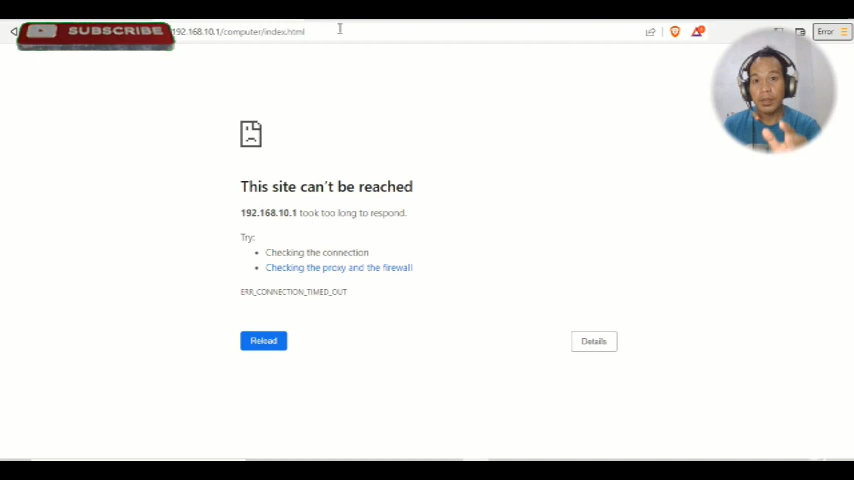 SUBSCRIBE
192.168.10.1/computer/index.html
Error
This site can't be reached
192.168.10.1 took too long to respond.
Try:
• Checking the connection
• Checking the proxy and the firewall
ERR_CONNECTION_TIMED_OUT
Reload
Details